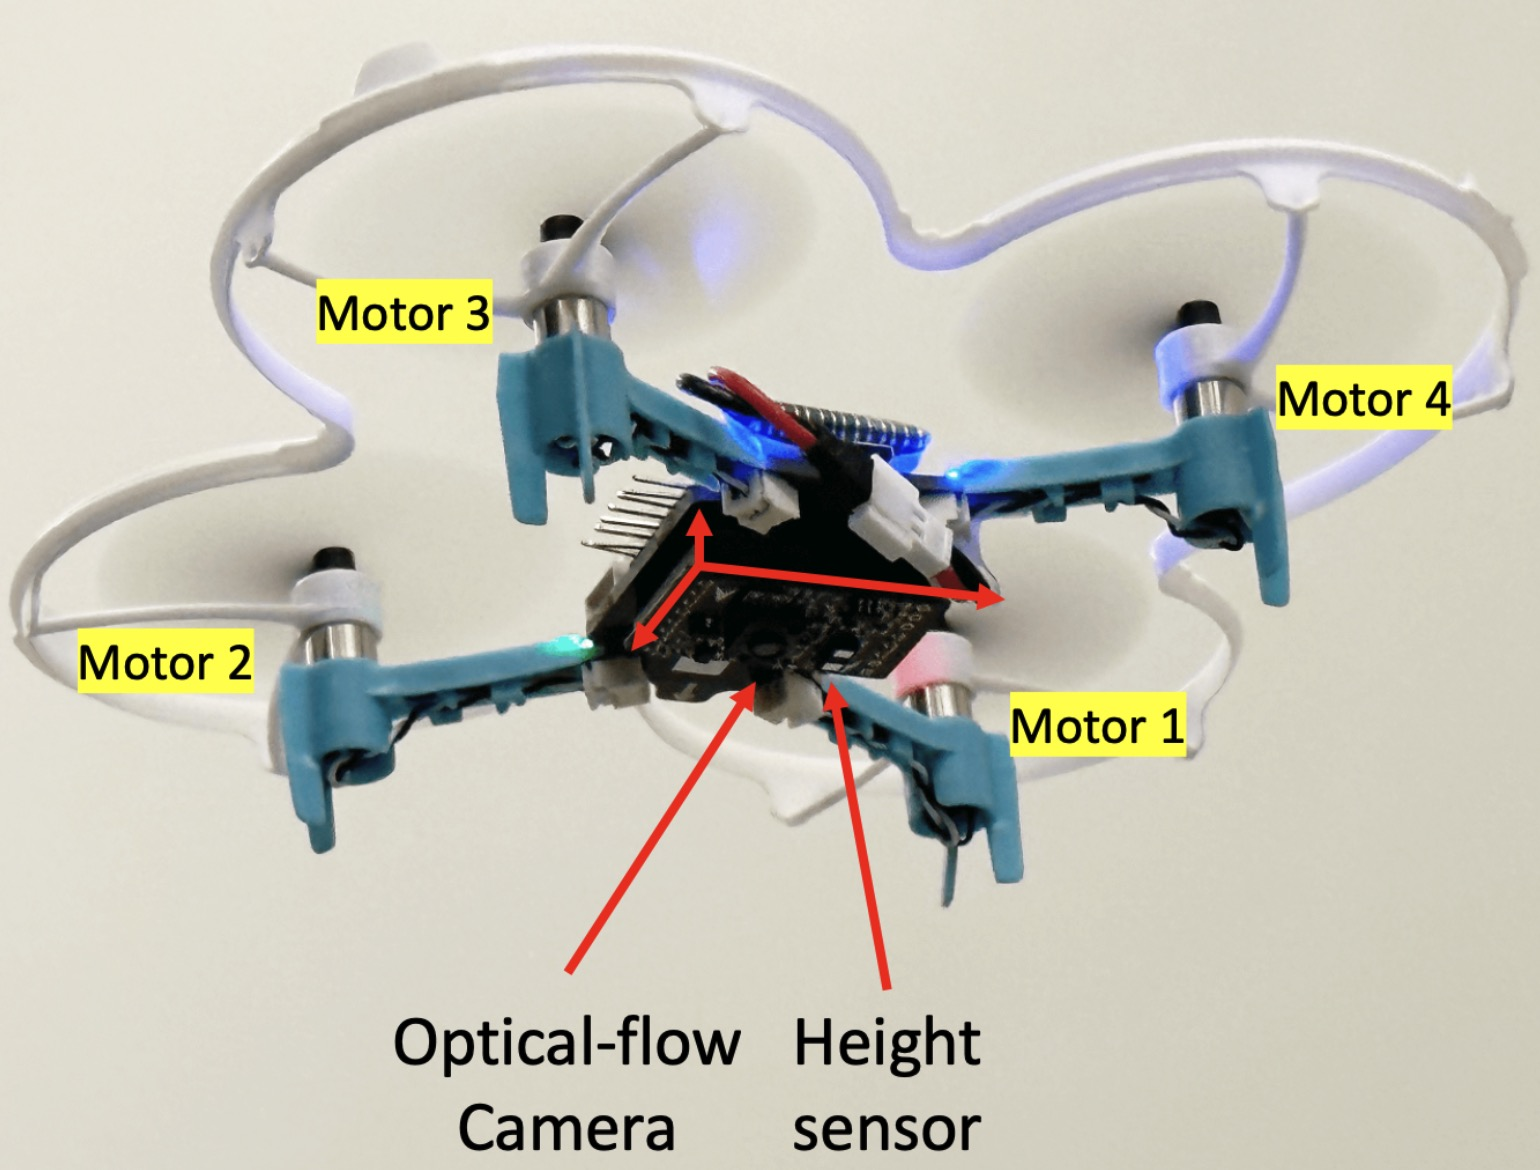 Motor 3
Motor 4
Motor 2
Motor 1
Optical-flow
Camera
Height
sensor